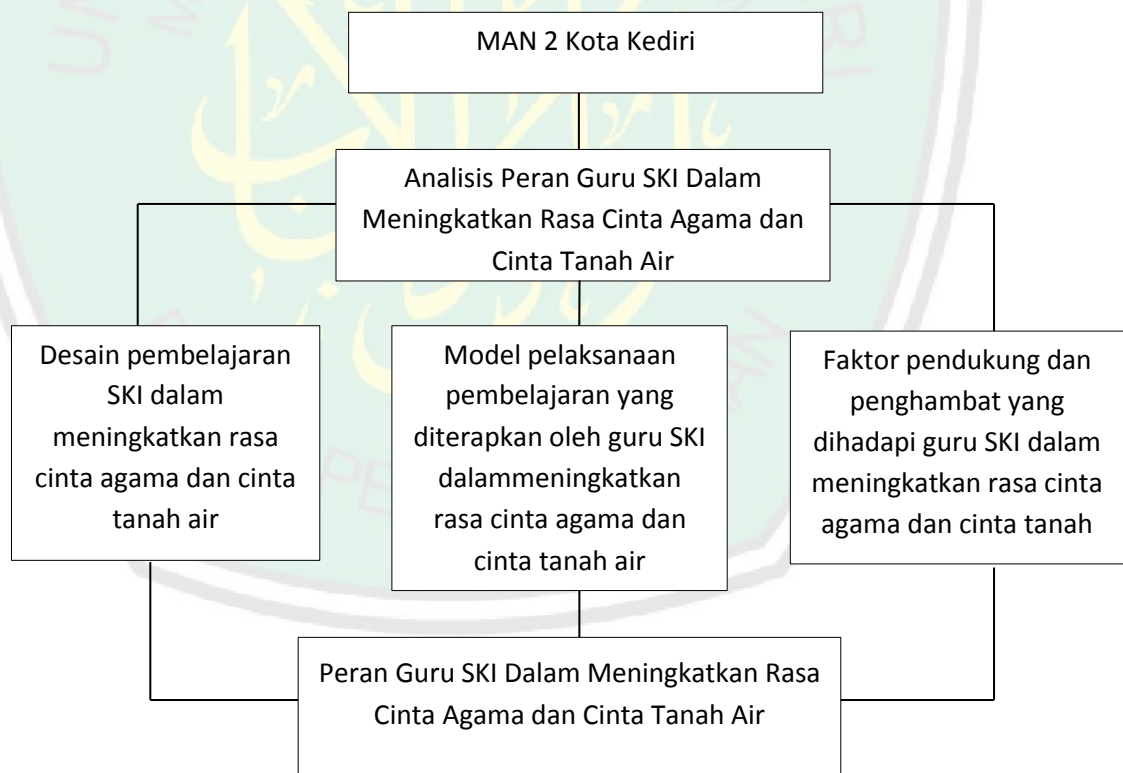 MAN 2 Kota Kediri
Analisis Peran Guru SKI Dalam
Meningkatkan Rasa Cinta Agama dan
Cinta Tanah Air
Desain pembelajaran
SKI dalam
meningkatkan rasa
cinta agama dan cinta
tanah air
Model pelaksanaan
pembelajaran yang
diterapkan oleh guru SKI
dalammeningkatkan
rasa cinta agama dan
cinta tanah air
Faktor pendukung dan
penghambat yang
dihadapi guru SKI dalam
meningkatkan rasa cinta
agama dan cinta tanah
Peran Guru SKI Dalam Meningkatkan Rasa
Cinta Agama dan Cinta Tanah Air